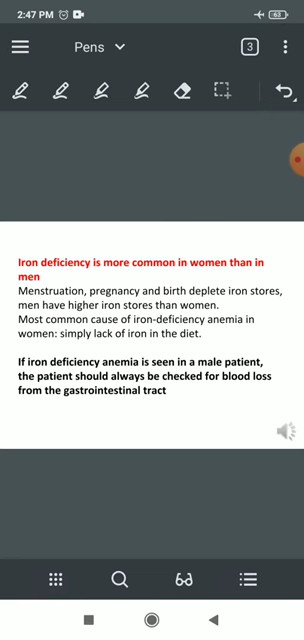 2:47 PM
63
Pens
3
Iron deficiency is more common in women than in
men
Menstruation, pregnancy and birth deplete iron stores,
men have higher iron stores than women.
Most common cause of iron-deficiency anemia in
women: simply lack of iron in the diet.
If iron deficiency anemia is seen in a male patient,
the patient should always be checked for blood loss
from the gastrointestinal tract